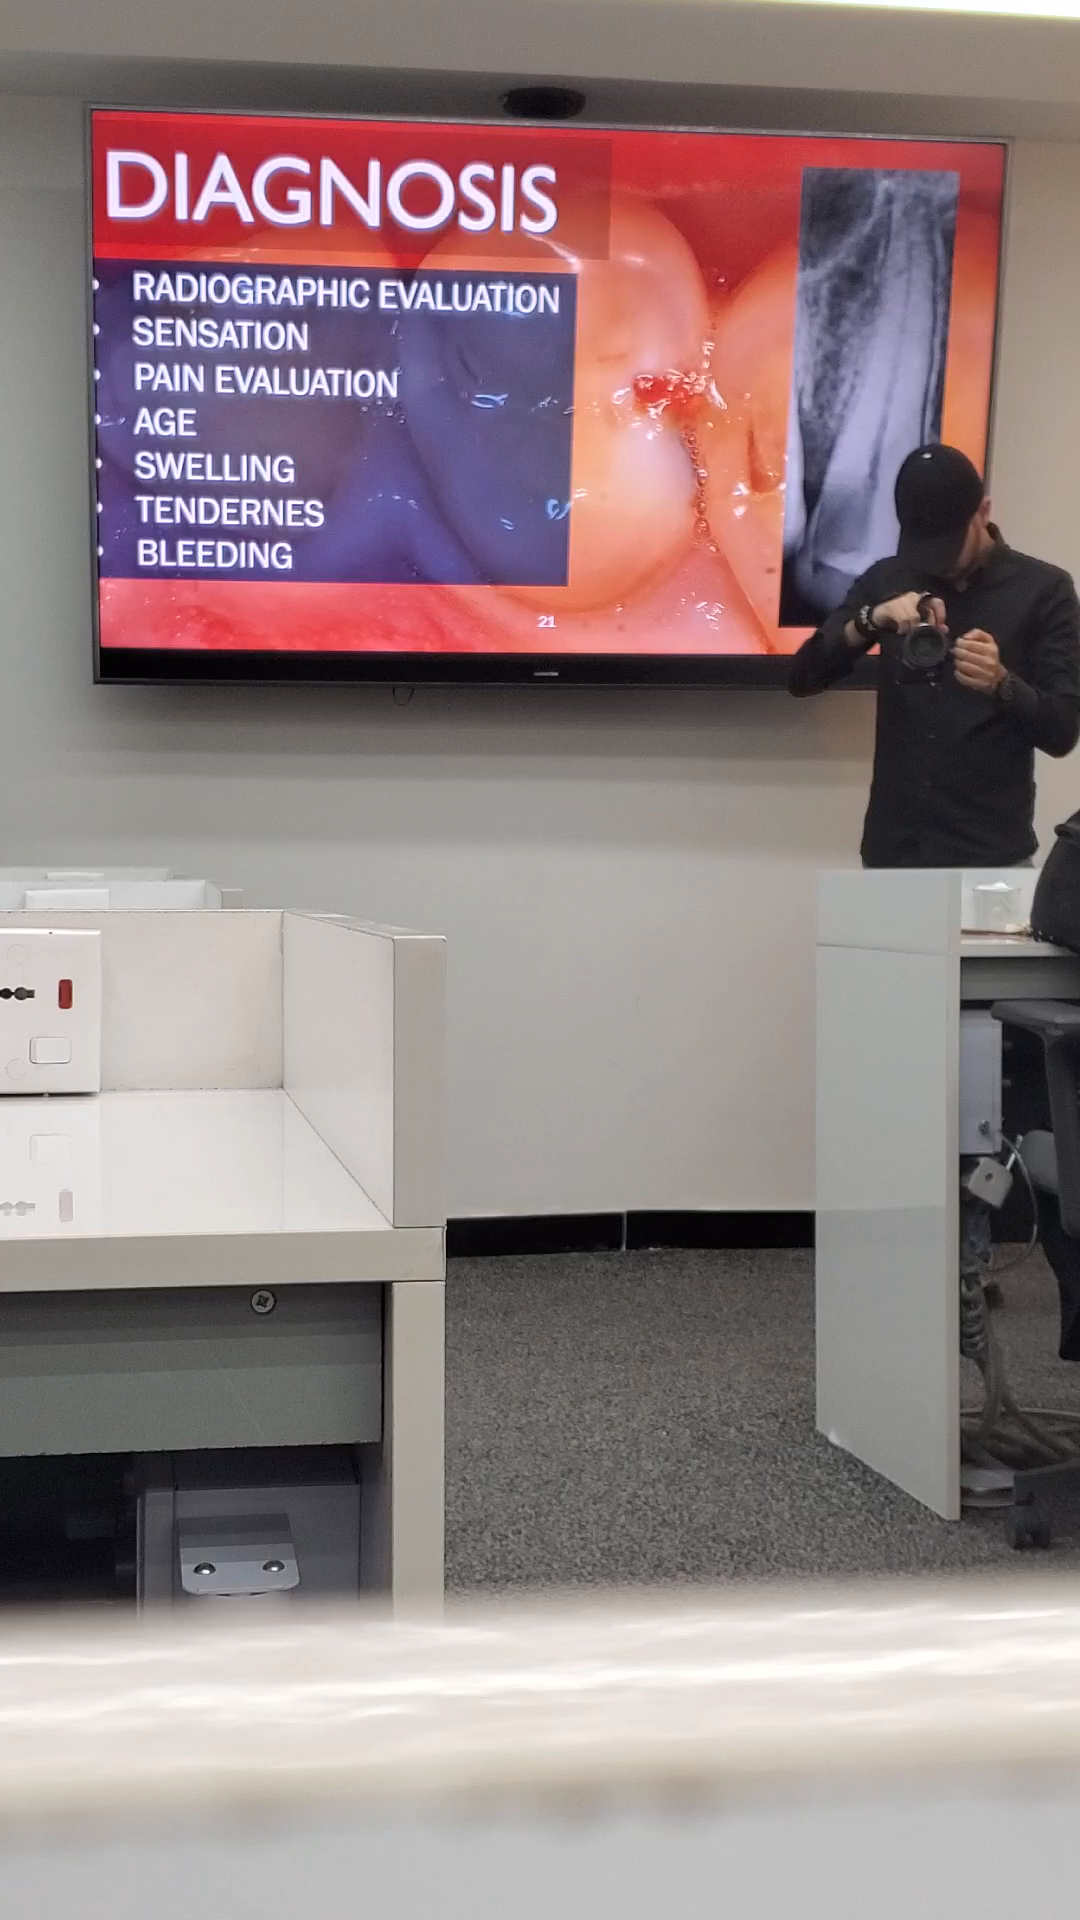 DIAGNOSIS
RADIOGRAPHIC EVALUATION
SENSATION
PAIN EVALUATION
AGE
SWELLING
TENDERNES
BLEEDING
21